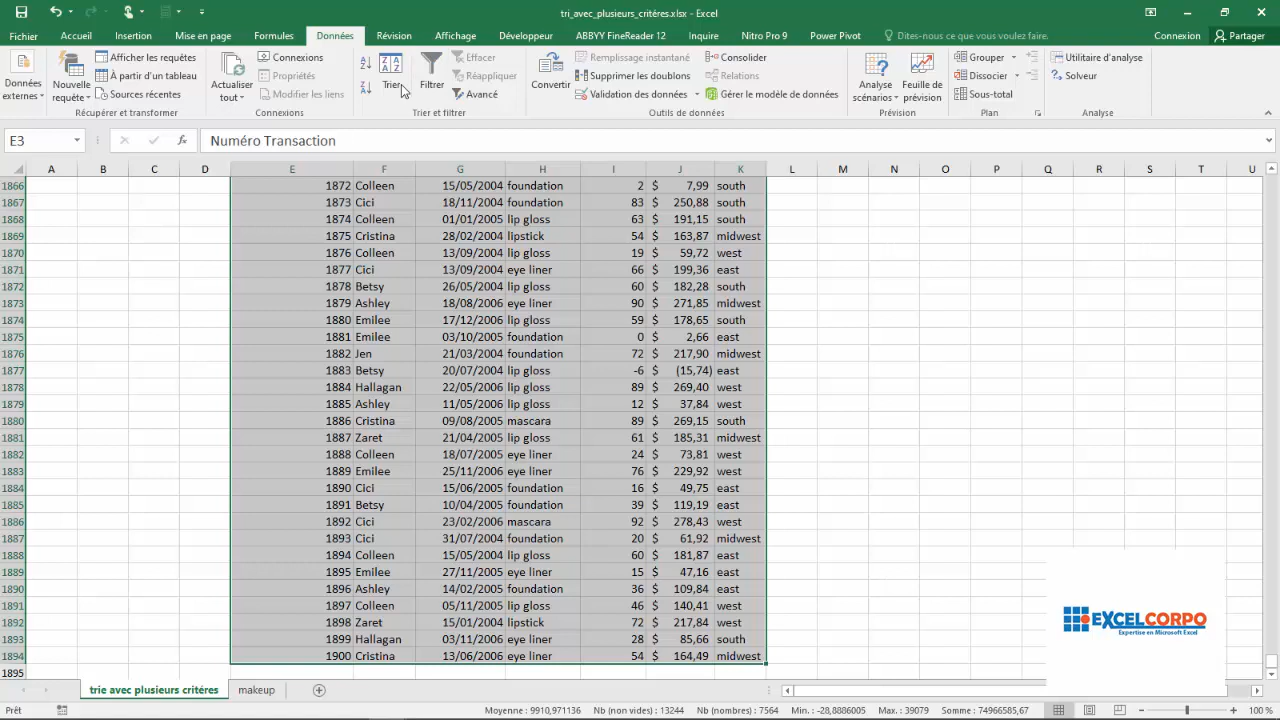 tri_avec_plusieurs_critères.xlsx - Excel
Fichier Accueil Insertion Mise en page Formules Données Révision Affichage Développeur ABBYY FineReader 12 Inquire Nitro Pro 9 Power Pivot Dites-nous ce que vous voulez faire. Connexion Partager
Données externes
Nouvelle requête
Afficher les requêtes
À partir d'un tableau
Sources récentes
Récupérer et transformer
Actualiser tout
Connexions
Propriétés
Modifier les liens
Connexions
Trier
Filtrer
Effacer
Réappliquer
Avancé
Trier et filtrer
Convertir
Remplissage instantané
Supprimer les doublons
Validation des données
Consolider
Relations
Gérer le modèle de données
Outils de données
Analyse scénarios
Feuille de prévision
Prévision
Grouper
Dissocier
Sous-total
Plan
Utilitaire d'analyse
Solveur
Analyse
E3 fx Numéro Transaction
A B C D E F G H I J K L M N O P Q R S T U
1866 1872 Colleen 15/05/2004 foundation 2 $ 7,99 south
1867 1873 Cici 18/11/2004 foundation 83 $ 250,88 south
1868 1874 Colleen 01/01/2005 lip gloss 63 $ 191,15 south
1869 1875 Cristina 28/02/2004 lipstick 54 $ 163,87 midwest
1870 1876 Colleen 13/09/2004 lip gloss 19 $ 59,72 west
1871 1877 Cici 13/09/2004 eye liner 66 $ 199,36 east
1872 1878 Betsy 26/05/2004 lip gloss 60 $ 182,28 south
1873 1879 Ashley 18/08/2006 eye liner 90 $ 271,85 midwest
1874 1880 Emilee 17/12/2006 lip gloss 59 $ 178,65 south
1875 1881 Emilee 03/10/2005 foundation 0 $ 2,66 east
1876 1882 Jen 21/03/2004 foundation 72 $ 217,90 midwest
1877 1883 Betsy 20/07/2004 lip gloss -6 $ (15,74) east
1878 1884 Hallagan 22/05/2006 lip gloss 89 $ 269,40 west
1879 1885 Ashley 11/05/2006 lip gloss 12 $ 37,84 west
1880 1886 Cristina 09/08/2005 mascara 89 $ 269,15 south
1881 1887 Zaret 21/04/2005 lip gloss 61 $ 185,31 midwest
1882 1888 Colleen 18/07/2005 eye liner 24 $ 73,81 west
1883 1889 Emilee 25/11/2006 eye liner 76 $ 229,92 west
1884 1890 Cici 15/06/2005 foundation 16 $ 49,75 east
1885 1891 Betsy 10/04/2005 foundation 39 $ 119,19 east
1886 1892 Cici 23/02/2006 mascara 92 $ 278,43 west
1887 1893 Cici 31/07/2004 foundation 20 $ 61,92 midwest
1888 1894 Colleen 15/05/2004 lip gloss 60 $ 181,87 east
1889 1895 Emilee 27/11/2005 eye liner 15 $ 47,16 east
1890 1896 Ashley 14/02/2005 foundation 36 $ 109,84 east
1891 1897 Colleen 05/11/2005 lip gloss 46 $ 140,41 west
1892 1898 Zaret 15/09/2004 lipstick 72 $ 217,84 west
1893 1899 Hallagan 03/12/2006 eye liner 28 $ 85,66 south
1894 1900 Cristina 13/06/2006 eye liner 54 $ 164,49 midwest
1895
EXCELCORPO
Expertise en Microsoft Excel
trie avec plusieurs critéres makeup
Prêt Moyenne : 9910,971136 Nb (non vides) : 13244 Nb (nombres) : 7564 Min. : -28,8886005 Max. : 39079 Somme : 74966585,67 100 %